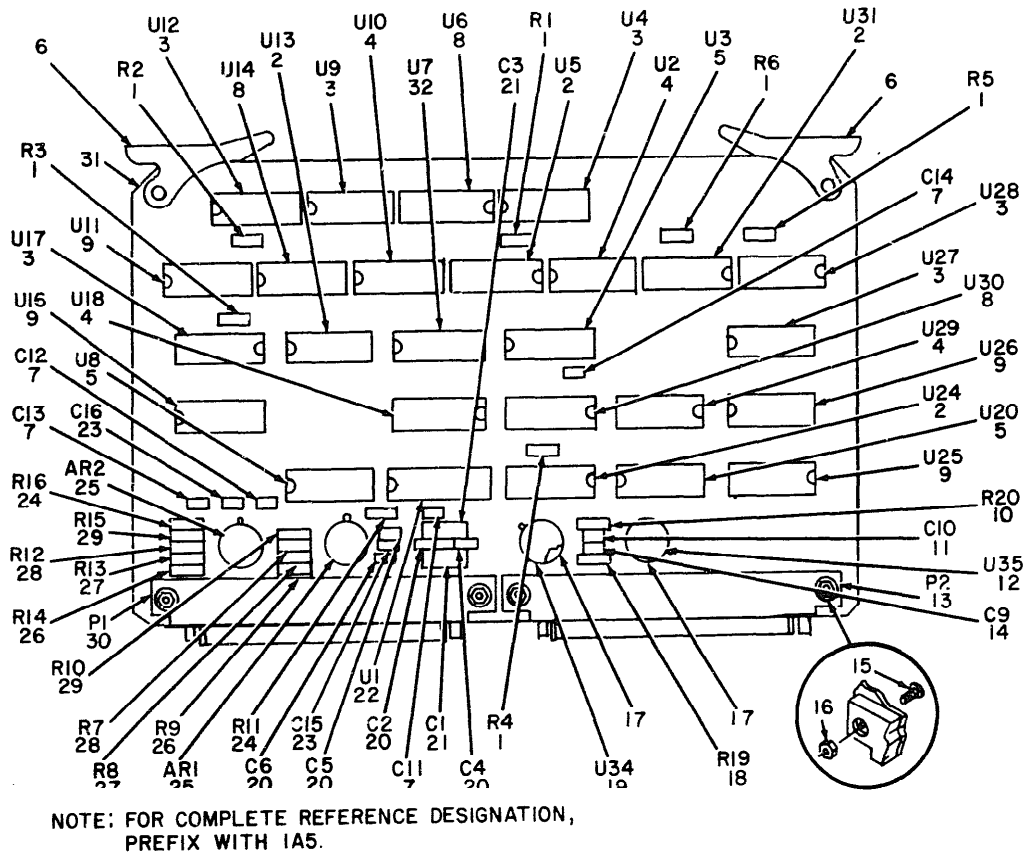 U12
3
U10
4
U6
8
R1
1
U4
3
U31
2
6
R2
1
U14
8
U13
2
U9
3
U7
32
C3
21
U5
2
U2
4
U3
5
R6
1
R5
1
6
R3
1
31
C14
7
U28
3
U17
3
U11
9
U27
3
U16
9
U18
4
U30
8
C12
7
U8
5
U29
4
U26
9
C13
7
C16
23
U24
2
U20
5
AR2
25
U25
9
R16
24
R20
10
R15
29
C10
11
R12
28
R13
27
U35
12
R14
26
P1
30
P2
13
C9
14
R10
29
U1
22
15
16
R7
28
R9
26
R11
24
C15
23
C2
20
C1
21
R4
1
17
17
R8
27
AR1
25
C6
20
C5
20
C11
7
C4
20
U34
19
R19
18
NOTE: FOR COMPLETE REFERENCE DESIGNATION,
PREFIX WITH 1A5.